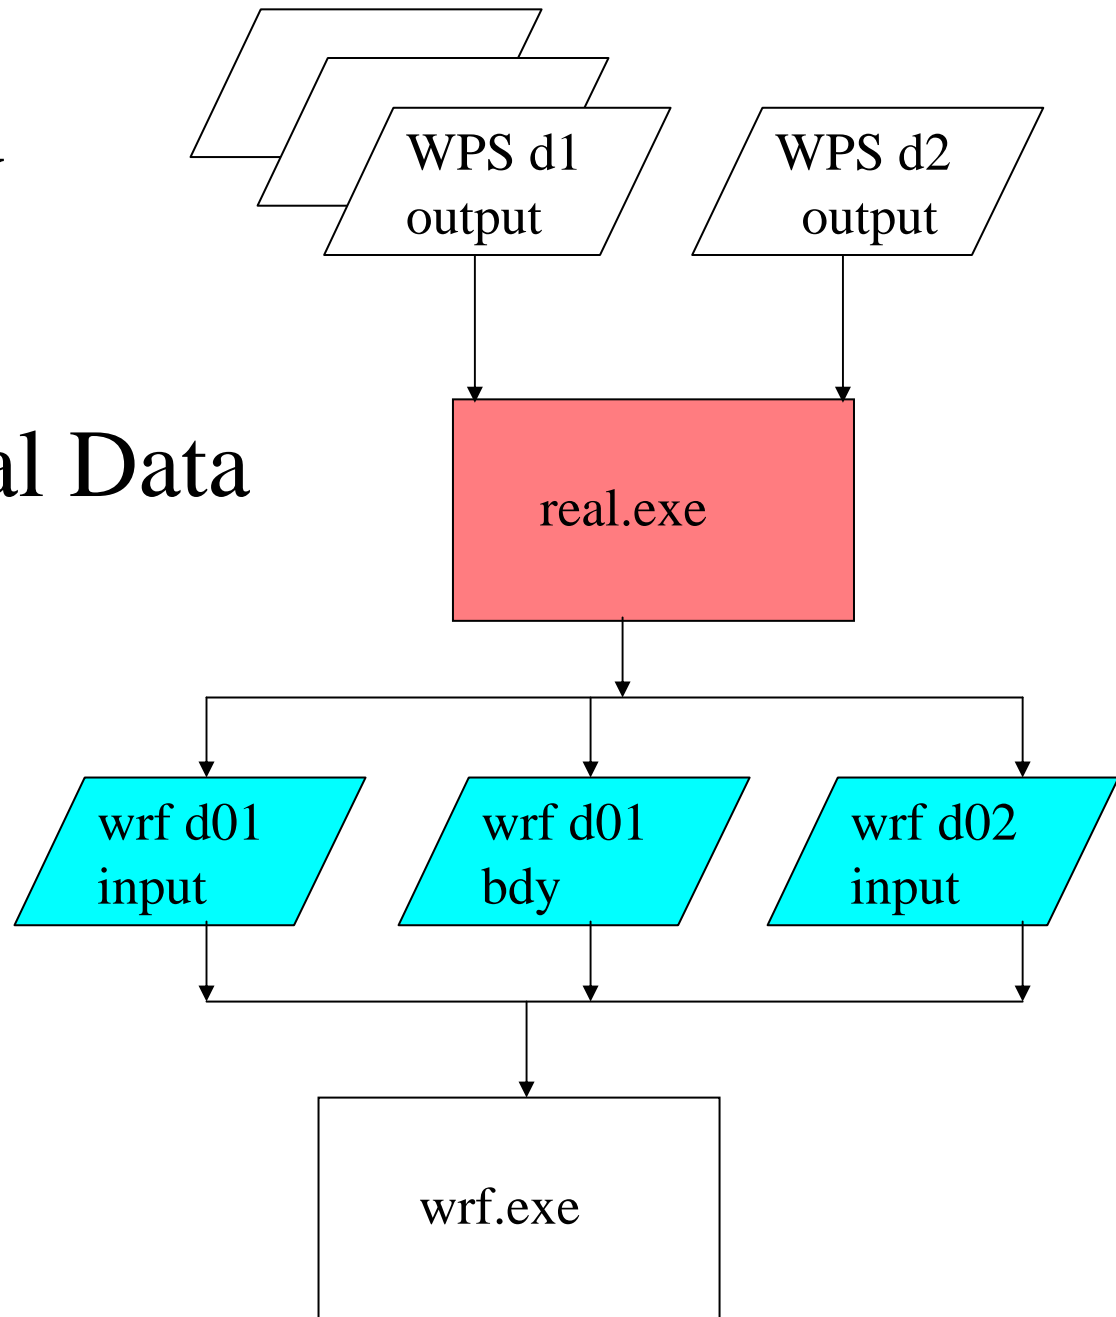 WPS d1
output
WPS d2
output
al Data
real.exe
wrf d01
input
wrf d01
bdy
wrf d02
input
wrf.exe